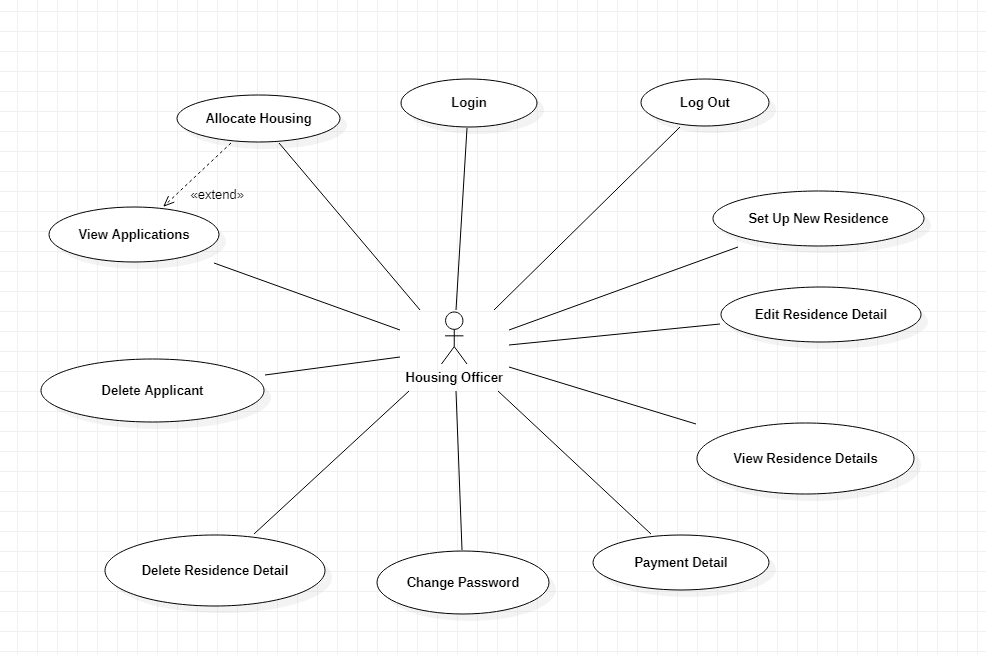 Login
Log Out
Allocate Housing
«extend»
Set Up New Residence
View Applications
Edit Residence Detail
Housing Officer
Delete Applicant
View Residence Details
Payment Detail
Delete Residence Detail
Change Password